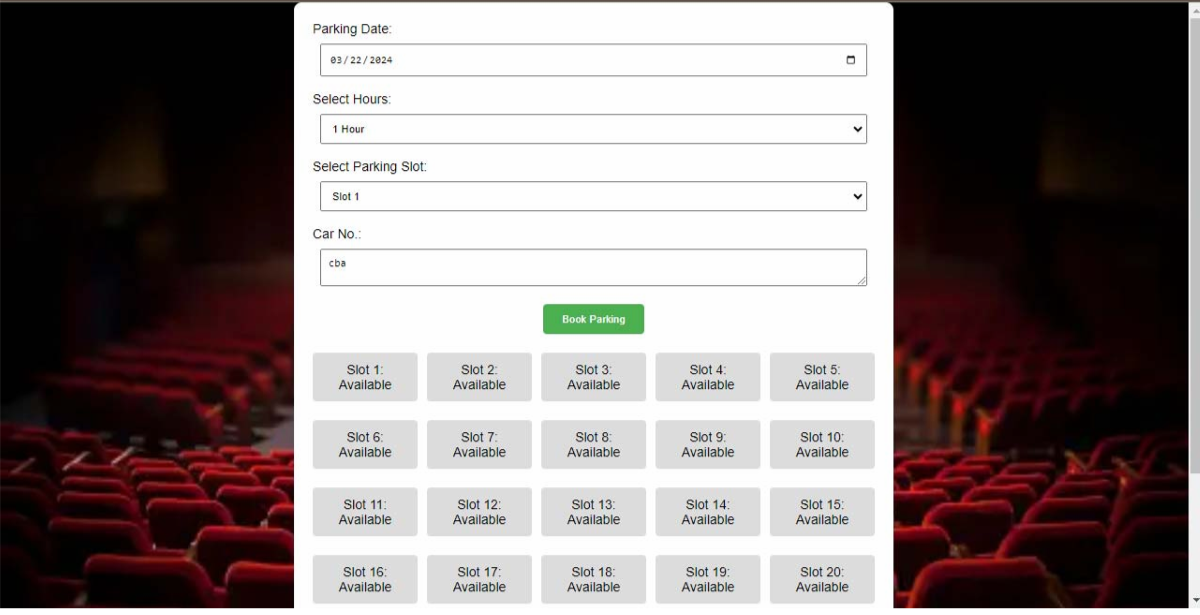 Parking Date:
03/22/2024
Select Hours:
1 Hour
Select Parking Slot:
Slot 1
Car No.:
cba
Book Parking
Slot 1:
Available
Slot 2:
Available
Slot 3:
Available
Slot 4:
Available
Slot 5:
Available
Slot 6:
Available
Slot 7:
Available
Slot 8:
Available
Slot 9:
Available
Slot 10:
Available
Slot 11:
Available
Slot 12:
Available
Slot 13:
Available
Slot 14:
Available
Slot 15:
Available
Slot 16:
Available
Slot 17:
Available
Slot 18:
Available
Slot 19:
Available
Slot 20:
Available